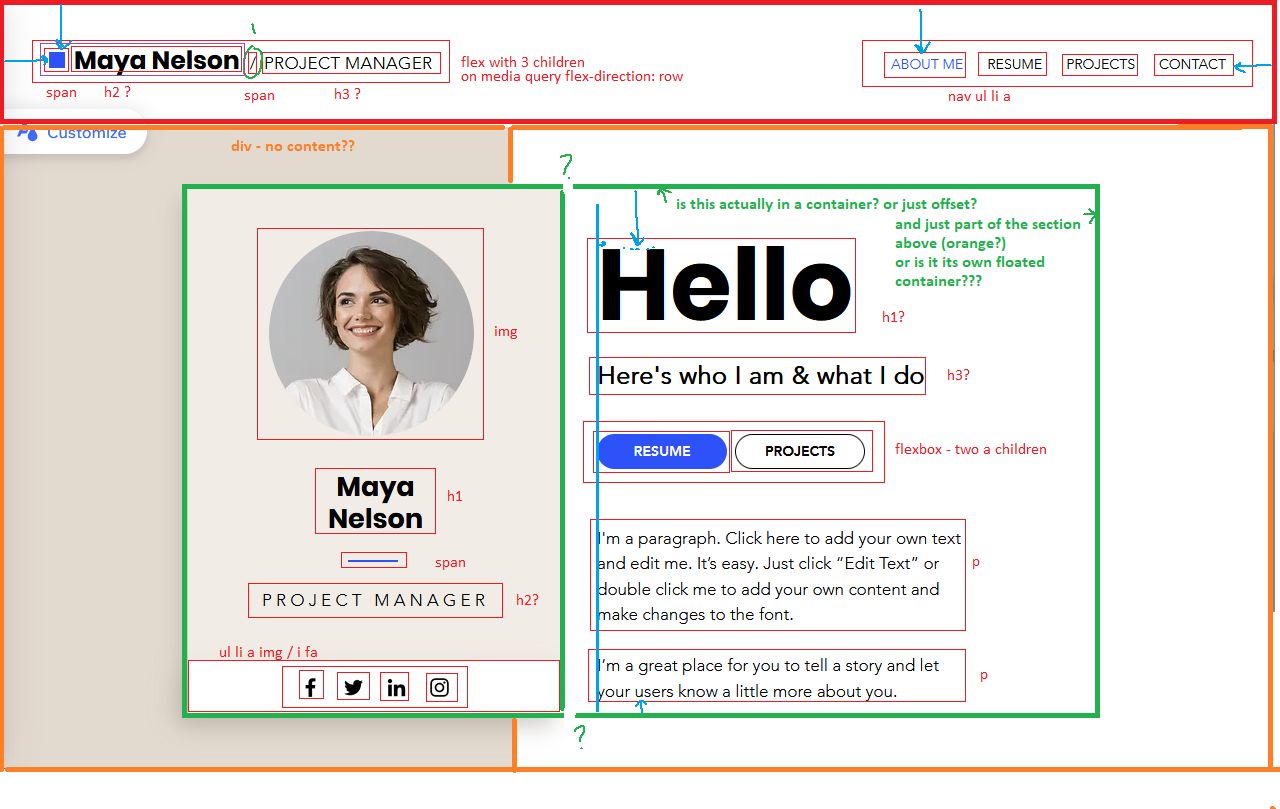 Maya Nelson / PROJECT MANAGER
flex with 3 children
on media query flex-direction: row
ABOUT ME RESUME PROJECTS CONTACT
span h2 ? span h3 ?
nav ul li a
Customize
div - no content??
?
is this actually in a container? or just offset?
and just part of the section
above (orange?)
or is it its own floated
container???
Hello
h1?
img
Here's who I am & what I do
h3?
RESUME PROJECTS
flexbox - two a children
Maya
Nelson
h1
span
PROJECT MANAGER
h2?
I'm a paragraph. Click here to add your own text
and edit me. It’s easy. Just click “Edit Text” or
double click me to add your own content and
make changes to the font.
p
ul li a img / i fa
I’m a great place for you to tell a story and let
your users know a little more about you.
p
?